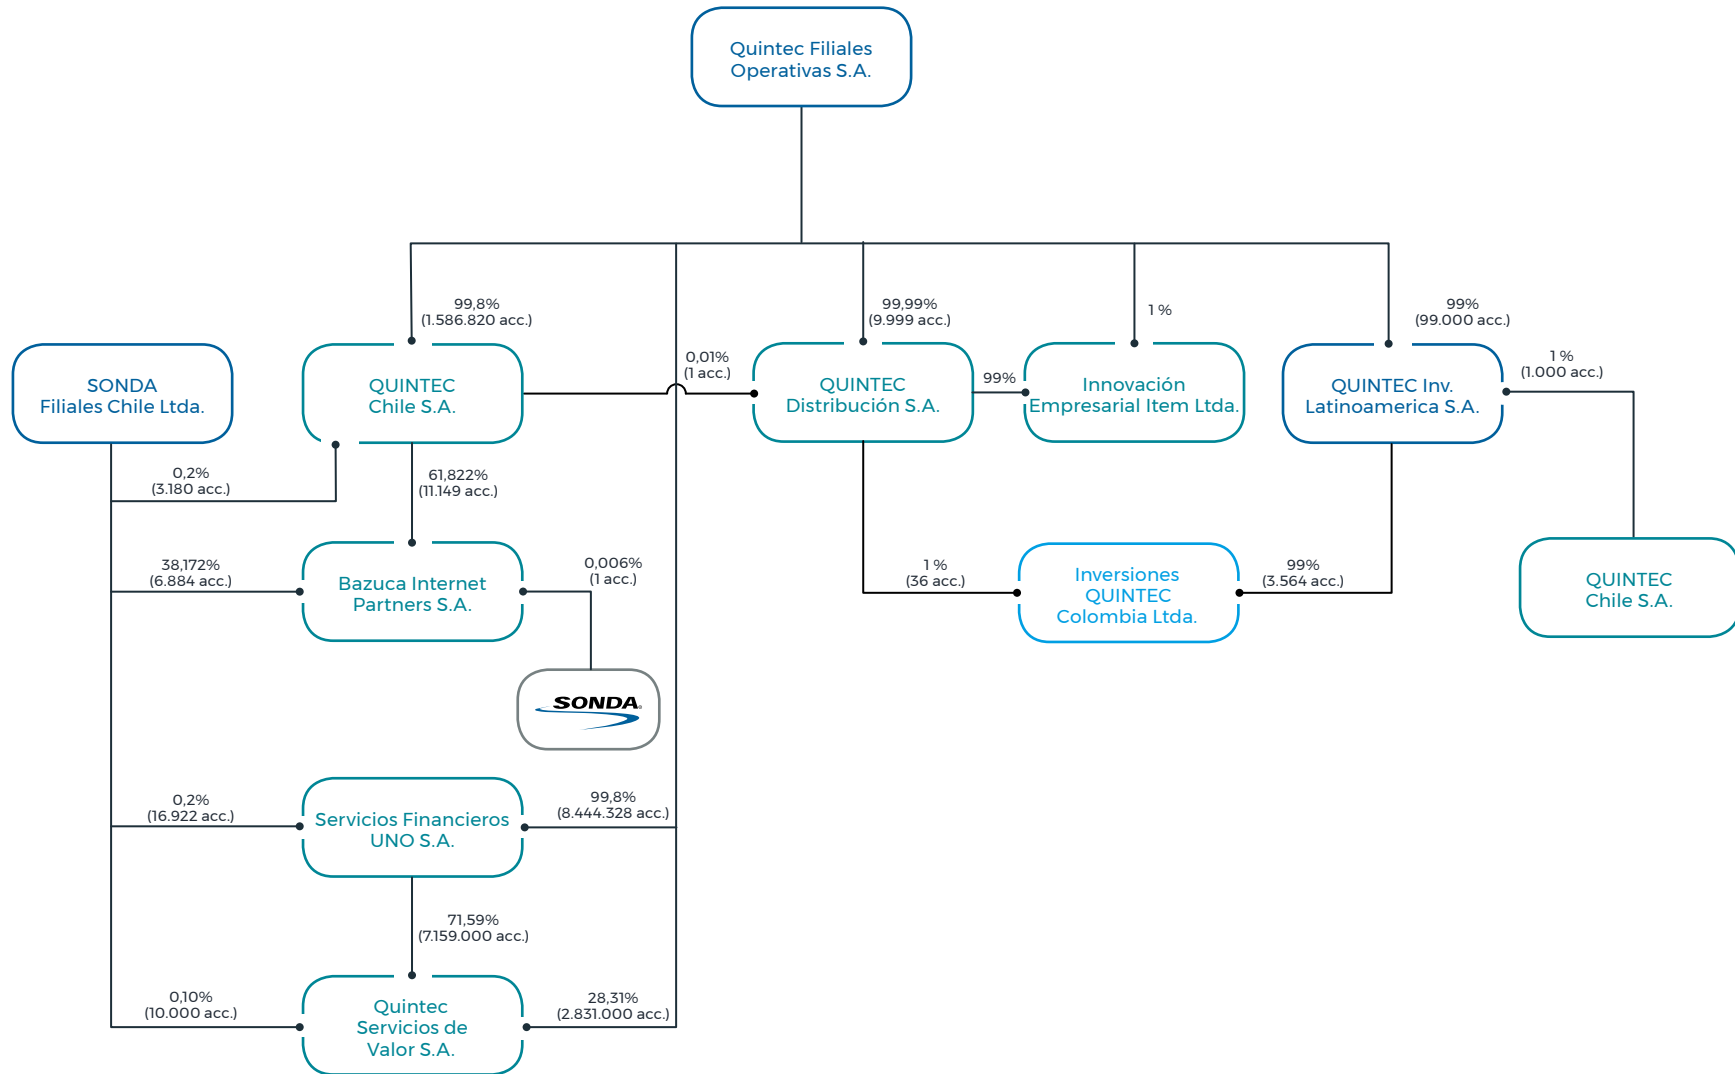 Quintec Filiales
Operativas S.A.
99,8%
(1.586.820 acc.)
99,99%
(9.999 acc.)
1 %
99%
(99.000 acc.)
SONDA
Filiales Chile Ltda.
QUINTEC
Chile S.A.
0,01%
(1 acc.)
QUINTEC
Distribución S.A.
99%
Innovación
Empresarial Item Ltda.
QUINTEC Inv.
Latinoamerica S.A.
1 %
(1.000 acc.)
0,2%
(3.180 acc.)
61,822%
(11.149 acc.)
38,172%
(6.884 acc.)
Bazuca Internet
Partners S.A.
0,006%
(1 acc.)
1 %
(36 acc.)
Inversiones
QUINTEC
Colombia Ltda.
99%
(3.564 acc.)
QUINTEC
Chile S.A.
SONDA
0,2%
(16.922 acc.)
Servicios Financieros
UNO S.A.
99,8%
(8.444.328 acc.)
71,59%
(7.159.000 acc.)
0,10%
(10.000 acc.)
Quintec
Servicios de
Valor S.A.
28,31%
(2.831.000 acc.)